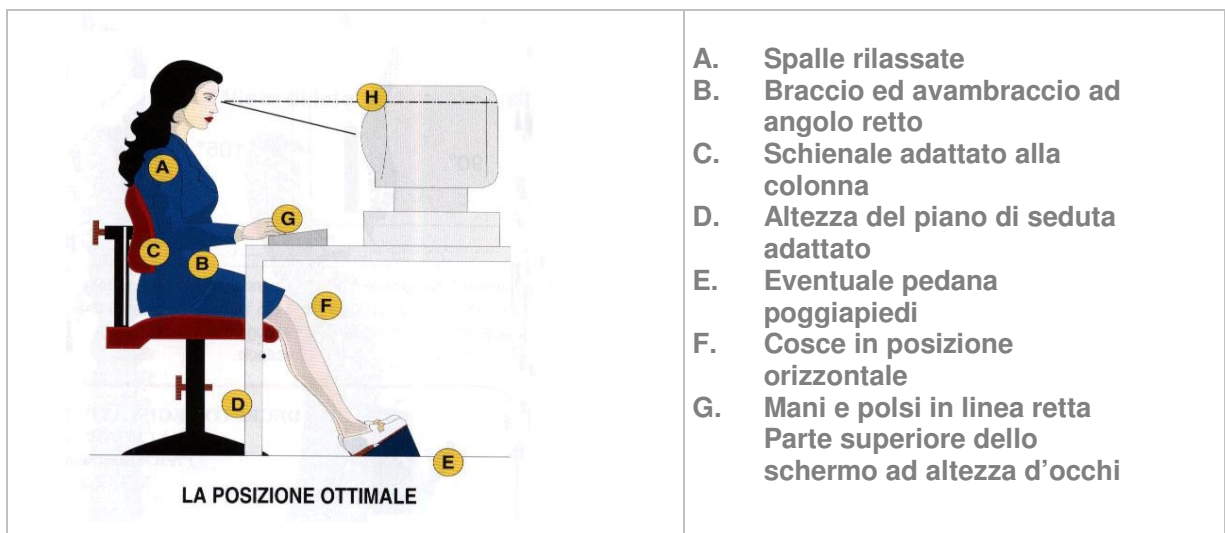 H
A
G
C
B
F
D
E
LA POSIZIONE OTTIMALE
A. Spalle rilassate
B. Braccio ed avambraccio ad
angolo retto
C. Schienale adattato alla
colonna
D. Altezza del piano di seduta
adattato
E. Eventuale pedana
poggiapiedi
F. Cosce in posizione
orizzontale
G. Mani e polsi in linea retta
Parte superiore dello
schermo ad altezza d’occhi